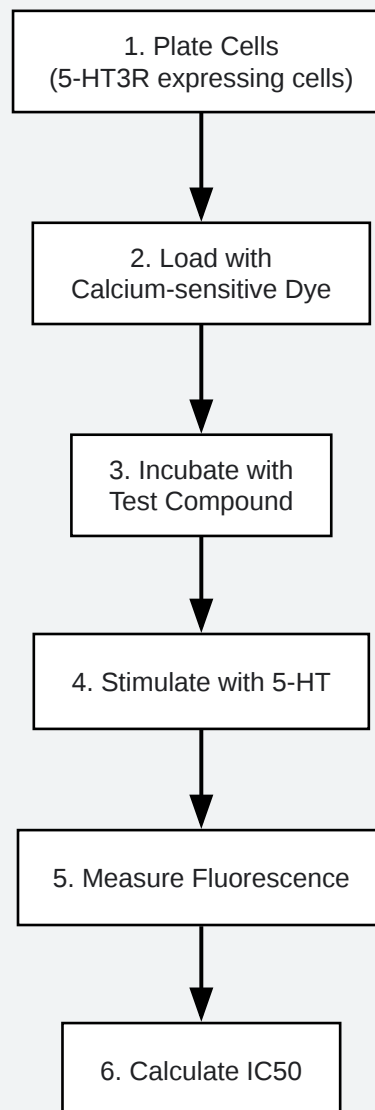 1. Plate Cells
(5-HT3R expressing cells)
2. Load with
Calcium-sensitive Dye
3. Incubate with
Test Compound
4. Stimulate with 5-HT
5. Measure Fluorescence
6. Calculate IC50